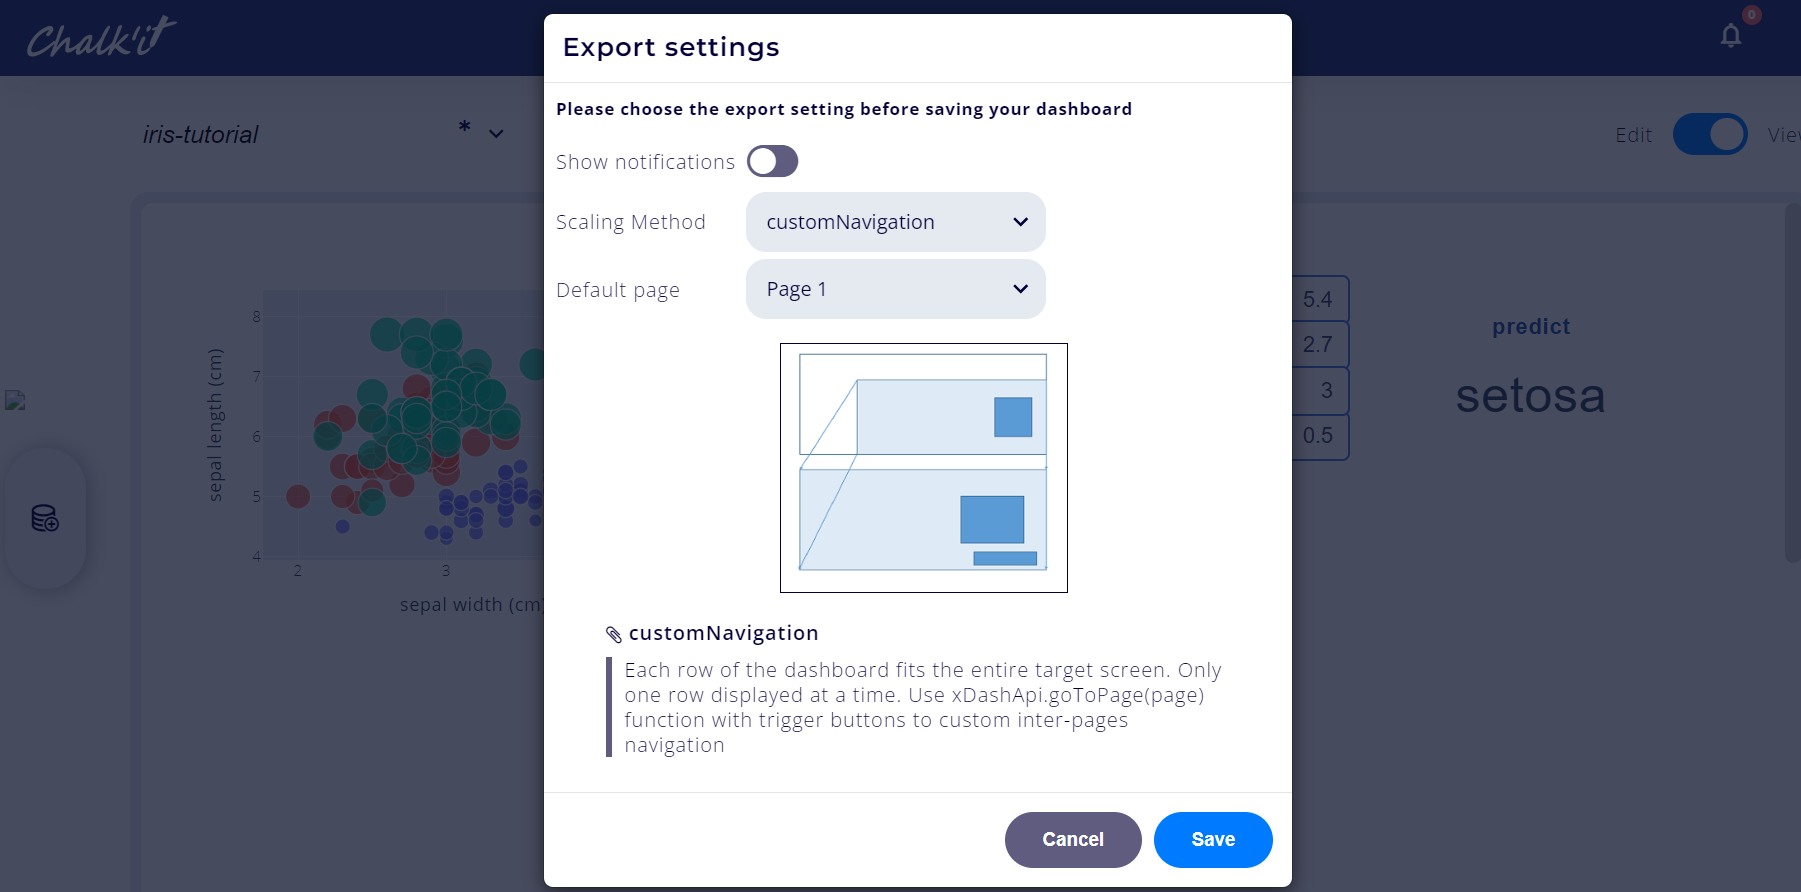 Chalk'it
0
Export settings
Please choose the export setting before saving your dashboard
iris-tutorial
*
Edit
Vie
Show notifications
Scaling Method
customNavigation
Default page
Page 1
8
7
6
5
4
sepal length (cm)
2
3
sepal width (cm)
5.4
2.7
3
0.5
predict
setosa
customNavigation
Each row of the dashboard fits the entire target screen. Only
one row displayed at a time. Use xDashApi.goToPage(page)
function with trigger buttons to custom inter-pages
navigation
Cancel
Save